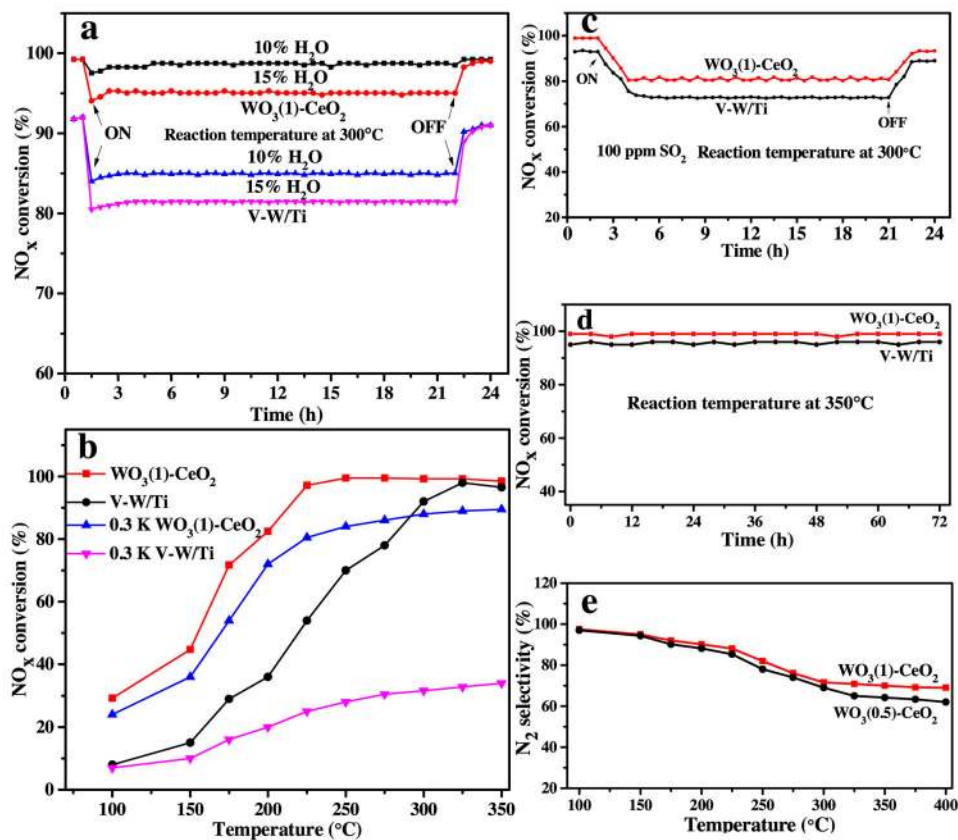 a
NOx conversion (%)
100
90
80
70
60
10% H2O
15% H2O
WO3(1)-CeO2
ON
Reaction temperature at 300°C
OFF
10% H2O
15% H2O
V-W/Ti
0 3 6 9 12 15 18 21 24
Time (h)
b
NOx conversion (%)
100
80
60
40
20
0
WO3(1)-CeO2
V-W/Ti
0.3 K WO3(1)-CeO2
0.3 K V-W/Ti
100 150 200 250 300 350
Temperature (°C)
c
NOx conversion (%)
100
80
60
40
20
ON
WO3(1)-CeO2
V-W/Ti
OFF
100 ppm SO2 Reaction temperature at 300°C
0 3 6 9 12 15 18 21 24
Time (h)
d
NOx conversion (%)
100
80
60
40
WO3(1)-CeO2
V-W/Ti
Reaction temperature at 350°C
0 12 24 36 48 60 72
Time (h)
e
N2 selectivity (%)
120
100
80
60
40
20
0
WO3(1)-CeO2
WO3(0.5)-CeO2
100 150 200 250 300 350 400
Temperature (°C)